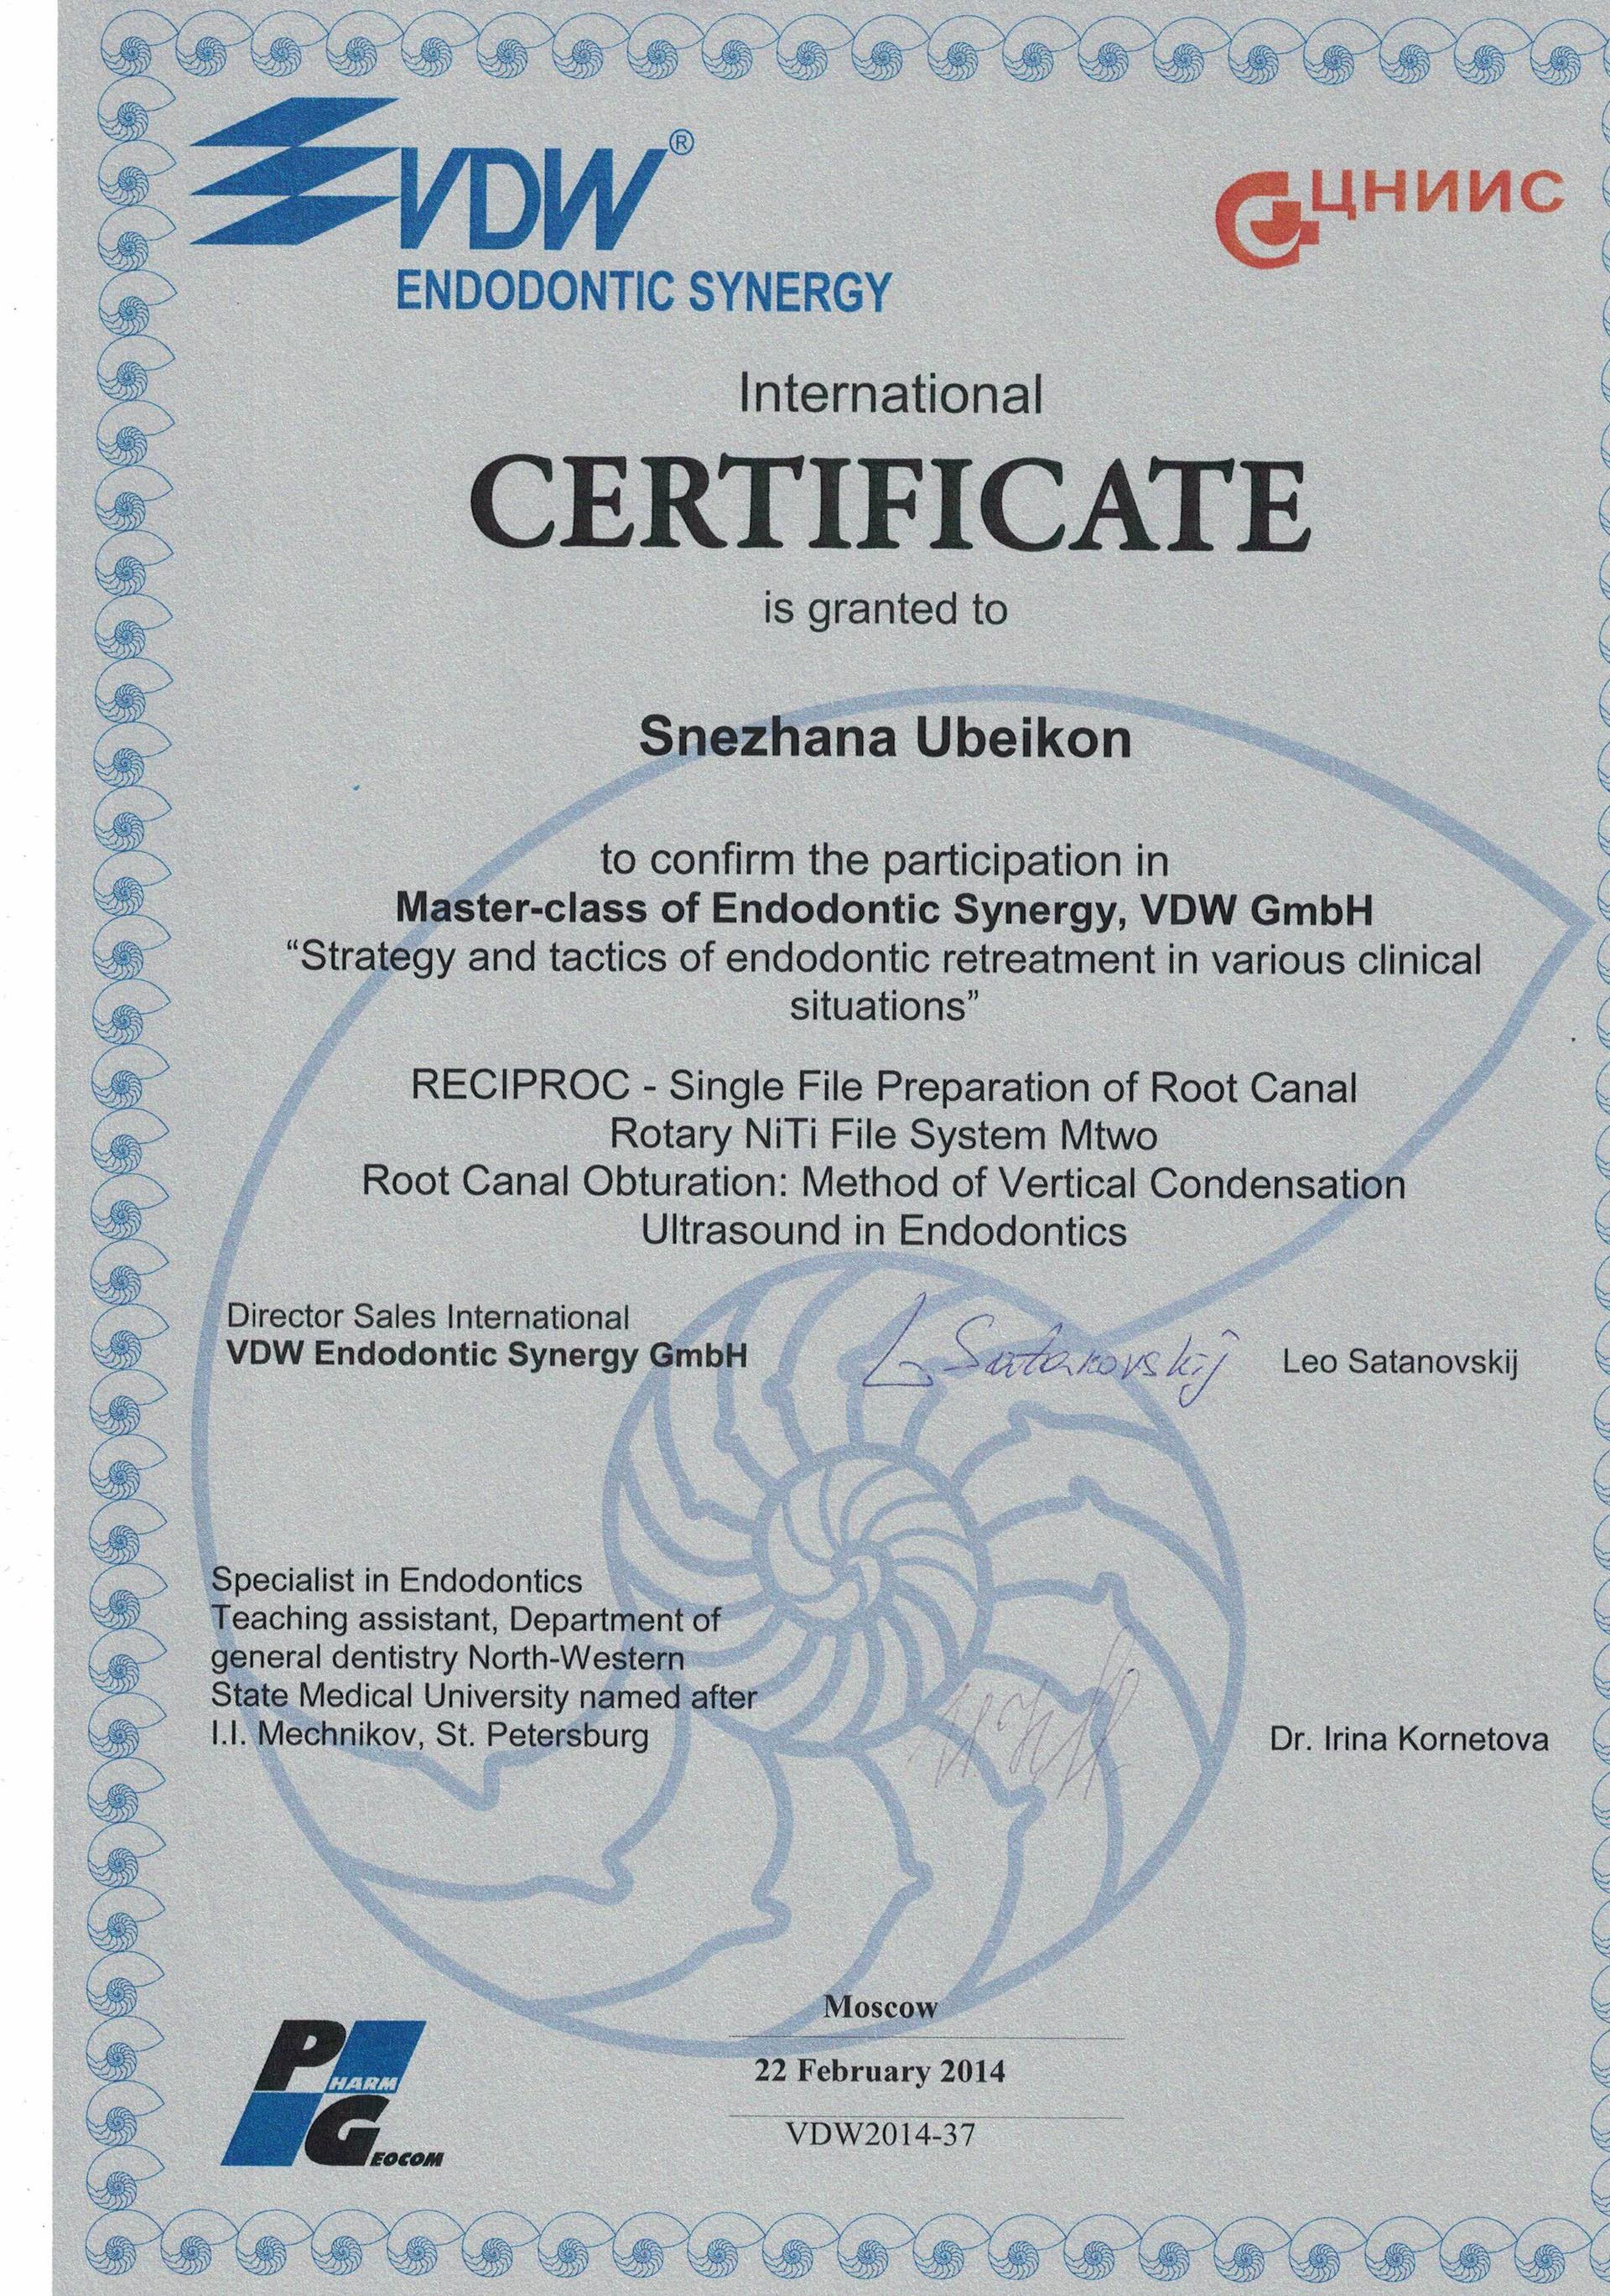 VDW®
ENDODONTIC SYNERGY
ЦНИИС
International
CERTIFICATE
is granted to
Snezhana Ubeikon
to confirm the participation in
Master-class of Endodontic Synergy, VDW GmbH
“Strategy and tactics of endodontic retreatment in various clinical
situations”
RECIPROC - Single File Preparation of Root Canal
Rotary NiTi File System Mtwo
Root Canal Obturation: Method of Vertical Condensation
Ultrasound in Endodontics
Director Sales International
VDW Endodontic Synergy GmbH
L. Satanovskij
Leo Satanovskij
Specialist in Endodontics
Teaching assistant, Department of
general dentistry North-Western
State Medical University named after
I.I. Mechnikov, St. Petersburg
Dr. Irina Kornetova
Moscow
22 February 2014
VDW2014-37
PHARM
GEOCOM